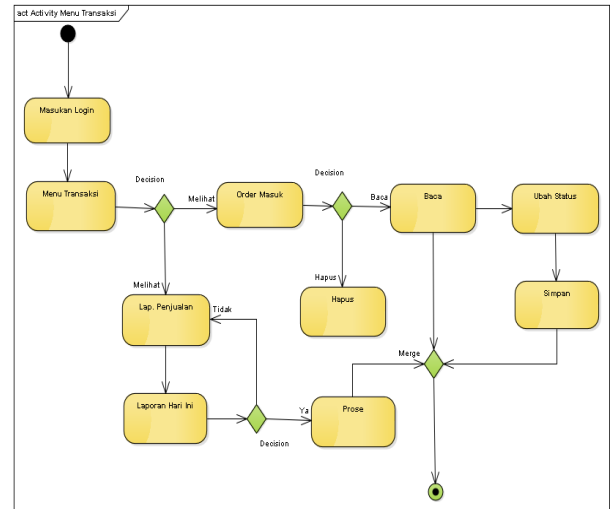 act Activity Menu Transaksi
Masukan Login
Menu Transaksi
Decision
Melihat
Order Masuk
Decision
Baca
Baca
Ubah Status
Hapus
Hapus
Simpan
Melihat
Lap. Penjualan
Tidak
Merge
Laporan Hari Ini
Decision
Ya
Prose